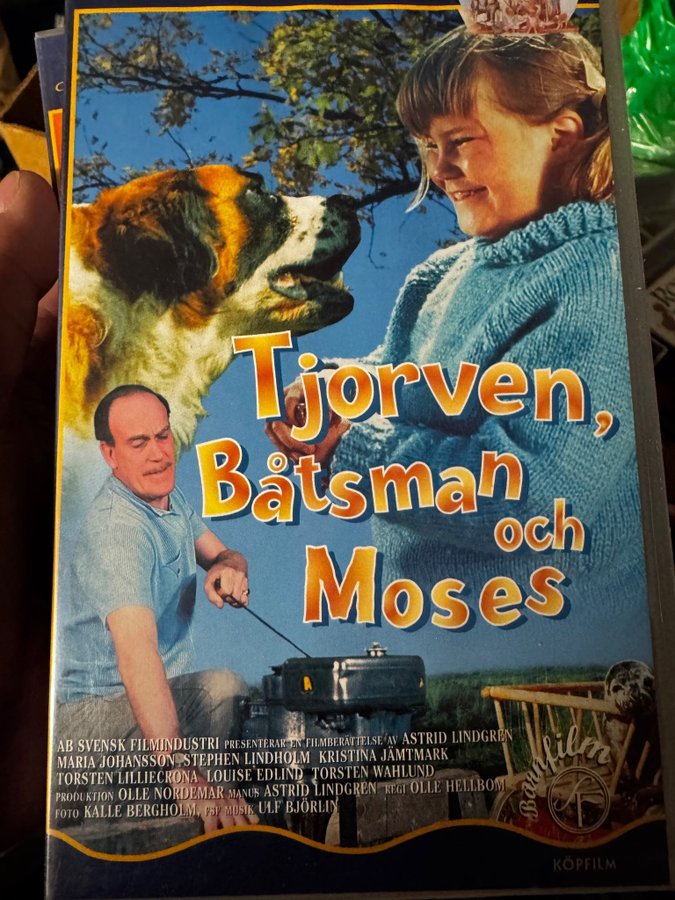 Tjorven,
Båtsman
och
Moses
AB SVENSK FILMINDUSTRI PRESENTERAR EN FILMBERÄTTELSE AV ASTRID LINDGREN
MARIA JOHANSSON STEPHEN LINDHOLM KRISTINA JÄMTMARK
TORSTEN LILLIECRONA LOUISE EDLIND TORSTEN WAHLUND
PRODUKTION OLLE NORDEMAR MANUS ASTRID LINDGREN REGI OLLE HELLBOM
FOTO KALLE BERGHOLM, FSF MUSIK ULF BJÖRLIN
Barnfilm
KÖPFILM